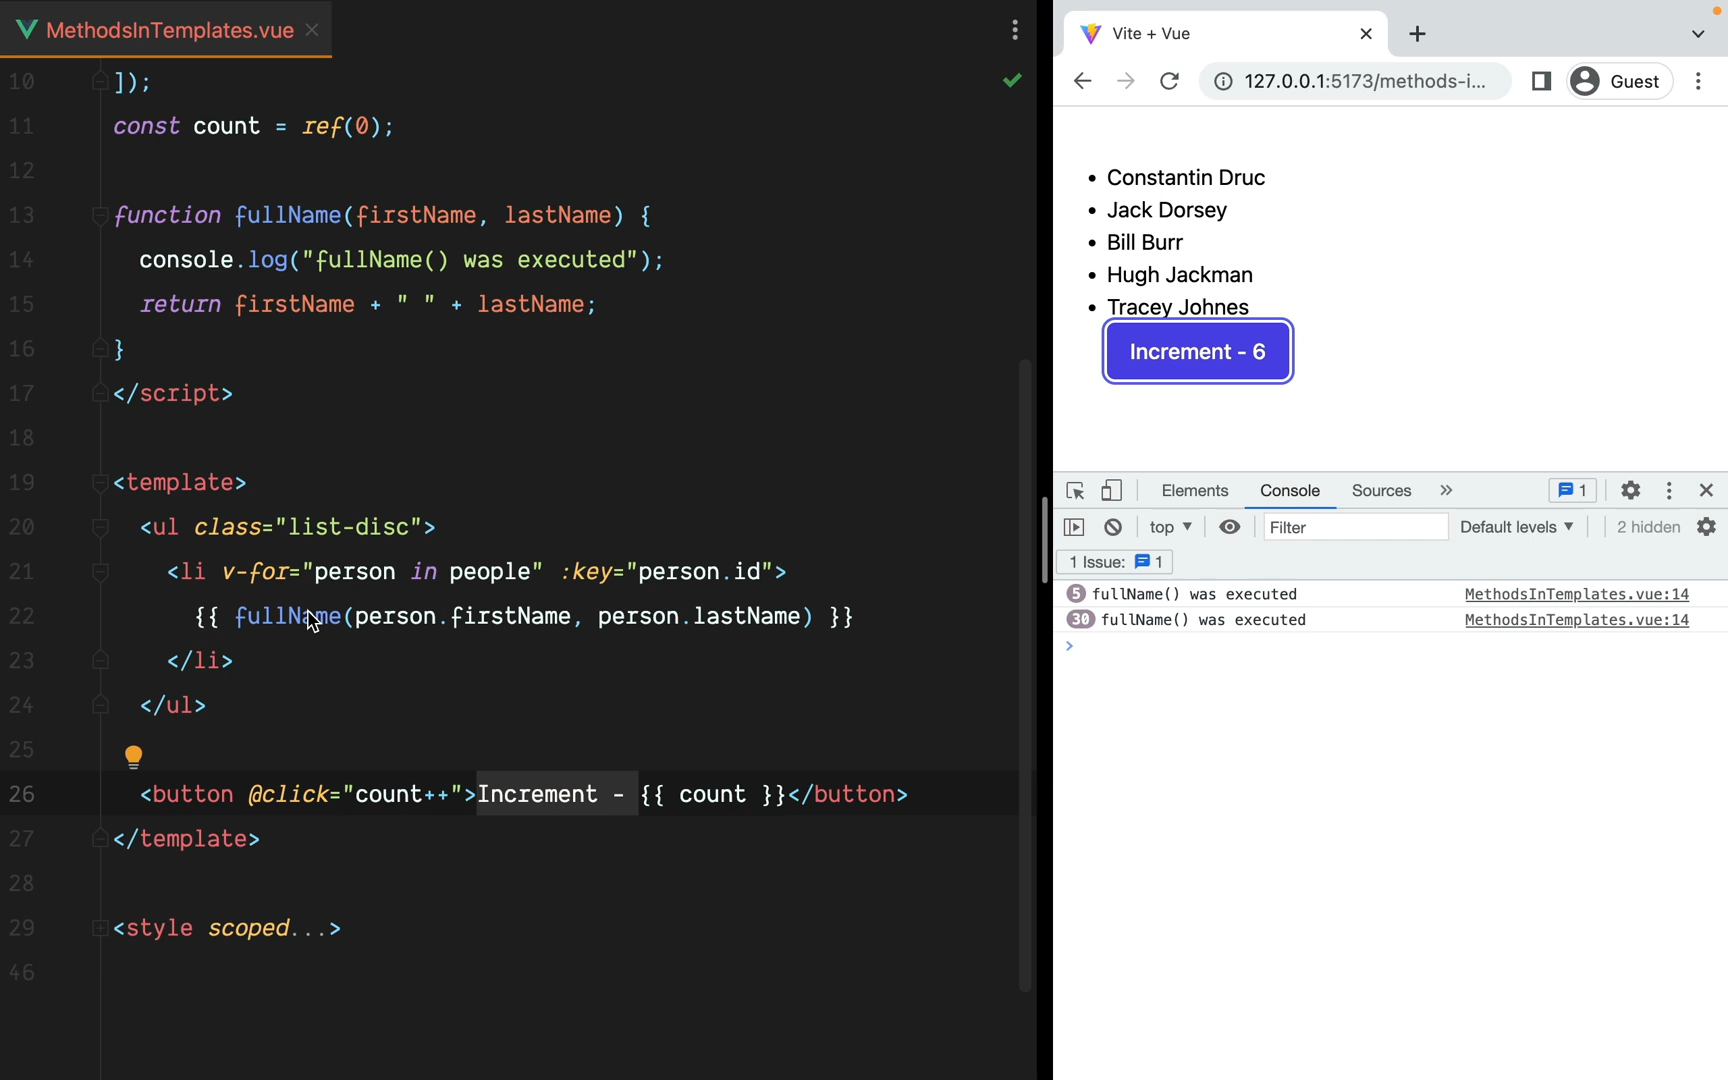 MethodsInTemplates.vue
10 ]);
11 const count = ref(0);
12
13 function fullName(firstName, lastName) {
14 console.log("fullName() was executed");
15 return firstName + " " + lastName;
16 }
17 </script>
18
19 <template>
20 <ul class="list-disc">
21 <li v-for="person in people" :key="person.id">
22 {{ fullName(person.firstName, person.lastName) }}
23 </li>
24 </ul>
25
26 <button @click="count++">Increment - {{ count }}</button>
27 </template>
28
29 <style scoped...>
46
Vite + Vue
127.0.0.1:5173/methods-i...
Guest
• Constantin Druc
• Jack Dorsey
• Bill Burr
• Hugh Jackman
• Tracey Johnes
Increment - 6
Elements Console Sources » 1
top Filter Default levels 2 hidden
1 Issue: 1
5 fullName() was executed MethodsInTemplates.vue:14
30 fullName() was executed MethodsInTemplates.vue:14